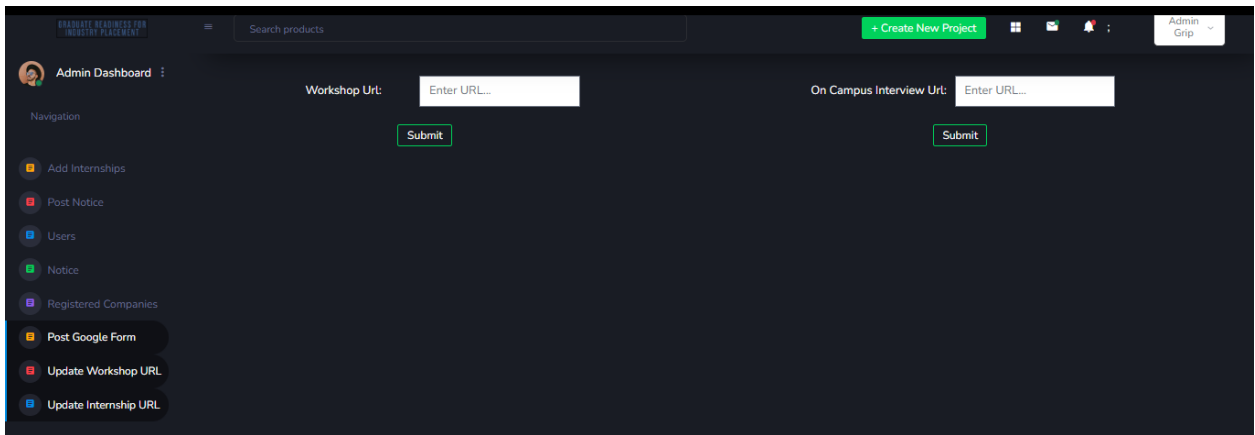 GRADUATE READINESS FOR
INDUSTRY PLACEMENT
Search products
+ Create New Project
Admin
Grip
Admin Dashboard
Navigation
Add Internships
Post Notice
Users
Notice
Registered Companies
Post Google Form
Update Workshop URL
Update Internship URL
Workshop Url:
Enter URL...
Submit
On Campus Interview Url:
Enter URL...
Submit